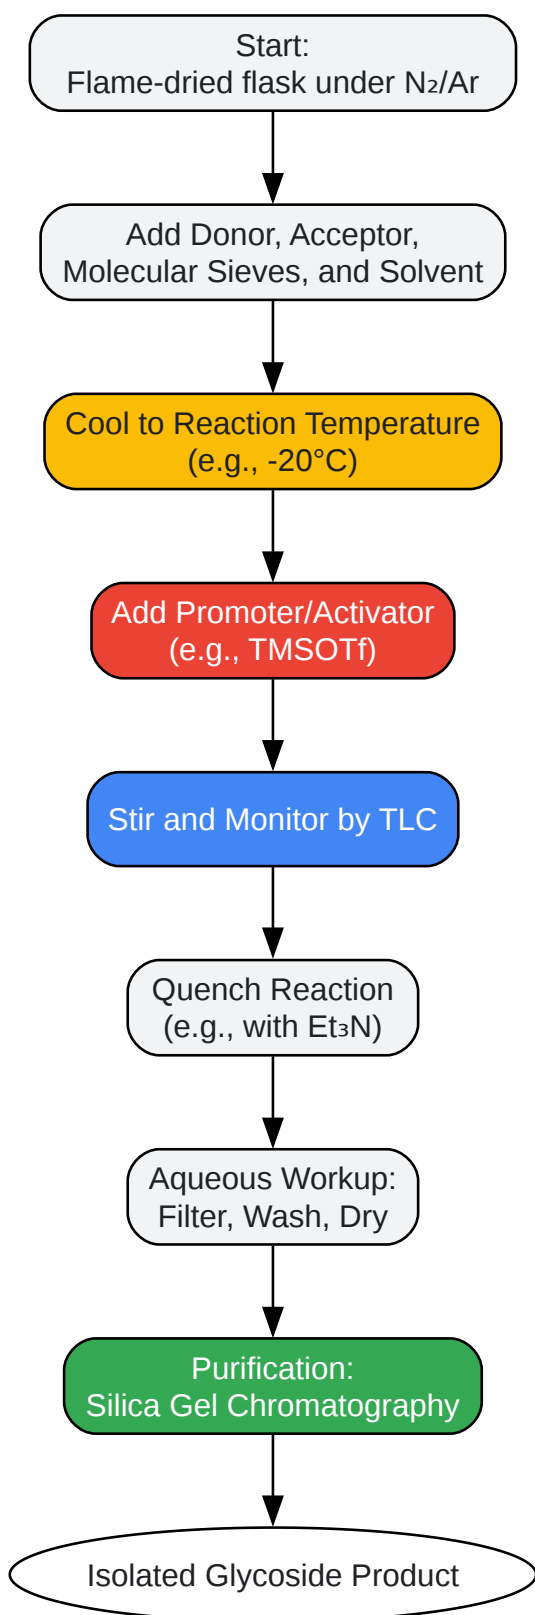 Start:
Flame-dried flask under N₂/Ar
Add Donor, Acceptor,
Molecular Sieves, and Solvent
Cool to Reaction Temperature
(e.g., -20°C)
Add Promoter/Activator
(e.g., TMSOTf)
Stir and Monitor by TLC
Quench Reaction
(e.g., with Et₃N)
Aqueous Workup:
Filter, Wash, Dry
Purification:
Silica Gel Chromatography
Isolated Glycoside Product